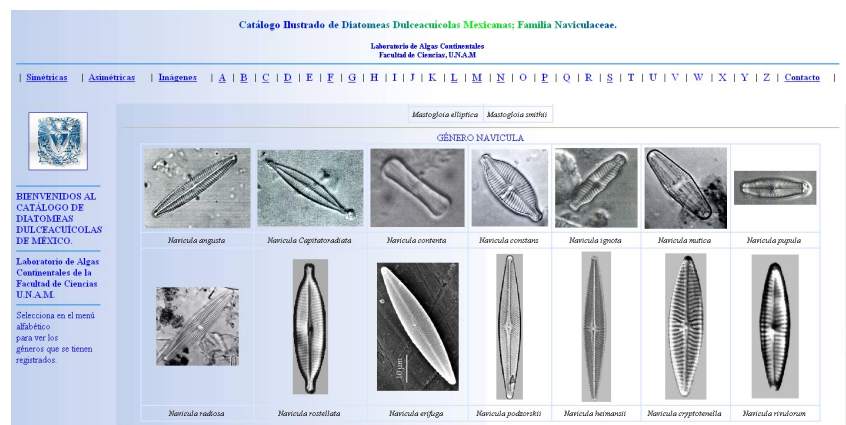 Catálogo Ilustrado de Diatomeas Dulceacuícolas Mexicanas; Familia Naviculaceae.
Laboratorio de Algas Continentales
Facultad de Ciencias, U.N.A.M
| Simétricas | Asimétricas | Imágenes | A | B | C | D | E | F | G | H | I | J | K | L | M | N | O | P | Q | R | S | T | U | V | W | X | Y | Z | Contacto |
Mastogloia elliptica Mastogloia smithii
GÉNERO NAVICULA
Navicula angusta Navicula Capitatoradiata Navicula contenta Navicula constans Navicula ignota Navicula mutica Navicula pupula
BIENVENIDOS AL
CATÁLOGO DE
DIATOMEAS
DULCEACUÍCOLAS
DE MÉXICO.
Laboratorio de Algas
Continentales de la
Facultad de Ciencias
U.N.A.M.
Selecciona en el menú
alfabético
para ver los
géneros que se tienen
registrados.
10 µm
Navicula radiosa Navicula rostellata Navicula erifuga Navicula podzorskii Navicula heimansii Navicula cryptotenella Navicula rivulorum